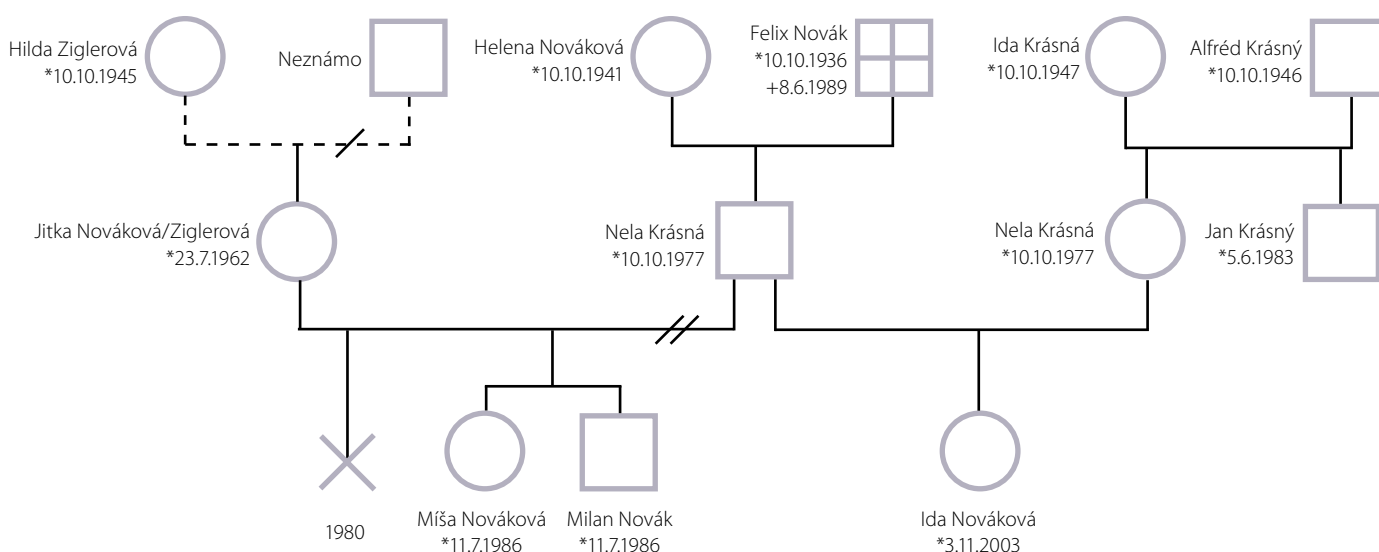 Hilda Ziglerová
*10.10.1945
Neznámo
Helena Nováková
*10.10.1941
Felix Novák
*10.10.1936
+8.6.1989
Ida Krásná
*10.10.1947
Alfréd Krásný
*10.10.1946
Jitka Nováková/Ziglerová
*23.7.1962
Nela Krásná
*10.10.1977
Nela Krásná
*10.10.1977
Jan Krásný
*5.6.1983
1980
Míša Nováková
*11.7.1986
Milan Novák
*11.7.1986
Ida Nováková
*3.11.2003